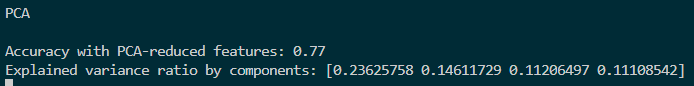 PCA
Accuracy with PCA-reduced features: 0.77
Explained variance ratio by components: [0.23625758 0.14611729 0.11206497 0.11108542]